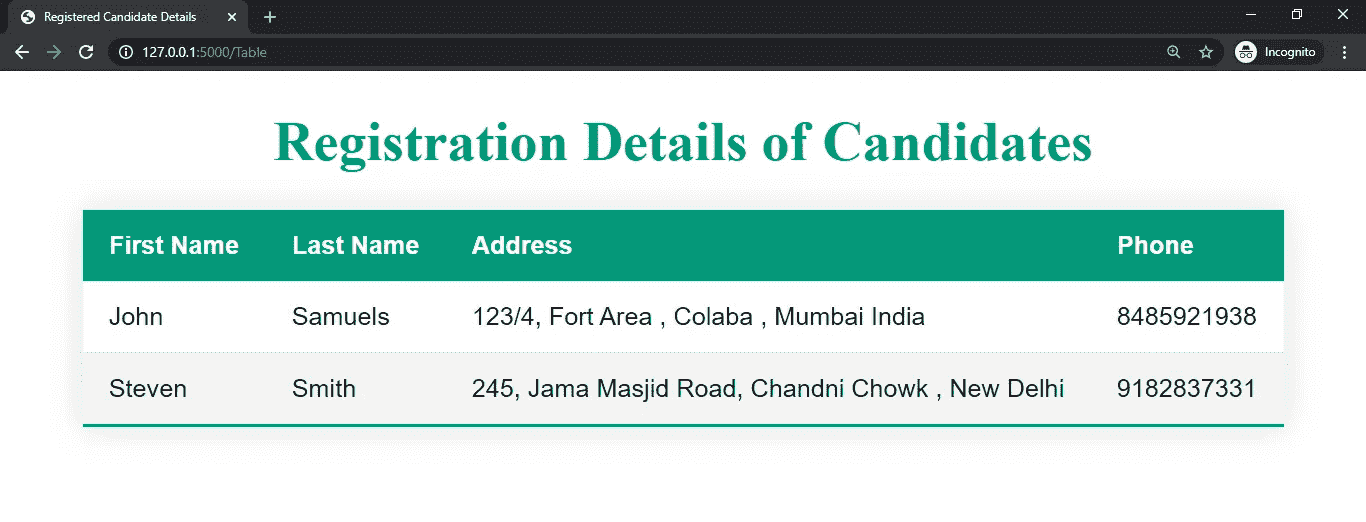 Registered Candidate Details
127.0.0.1:5000/Table
Incognito
Registration Details of Candidates
First Name Last Name Address Phone
John Samuels 123/4, Fort Area , Colaba , Mumbai India 8485921938
Steven Smith 245, Jama Masjid Road, Chandni Chowk , New Delhi 9182837331